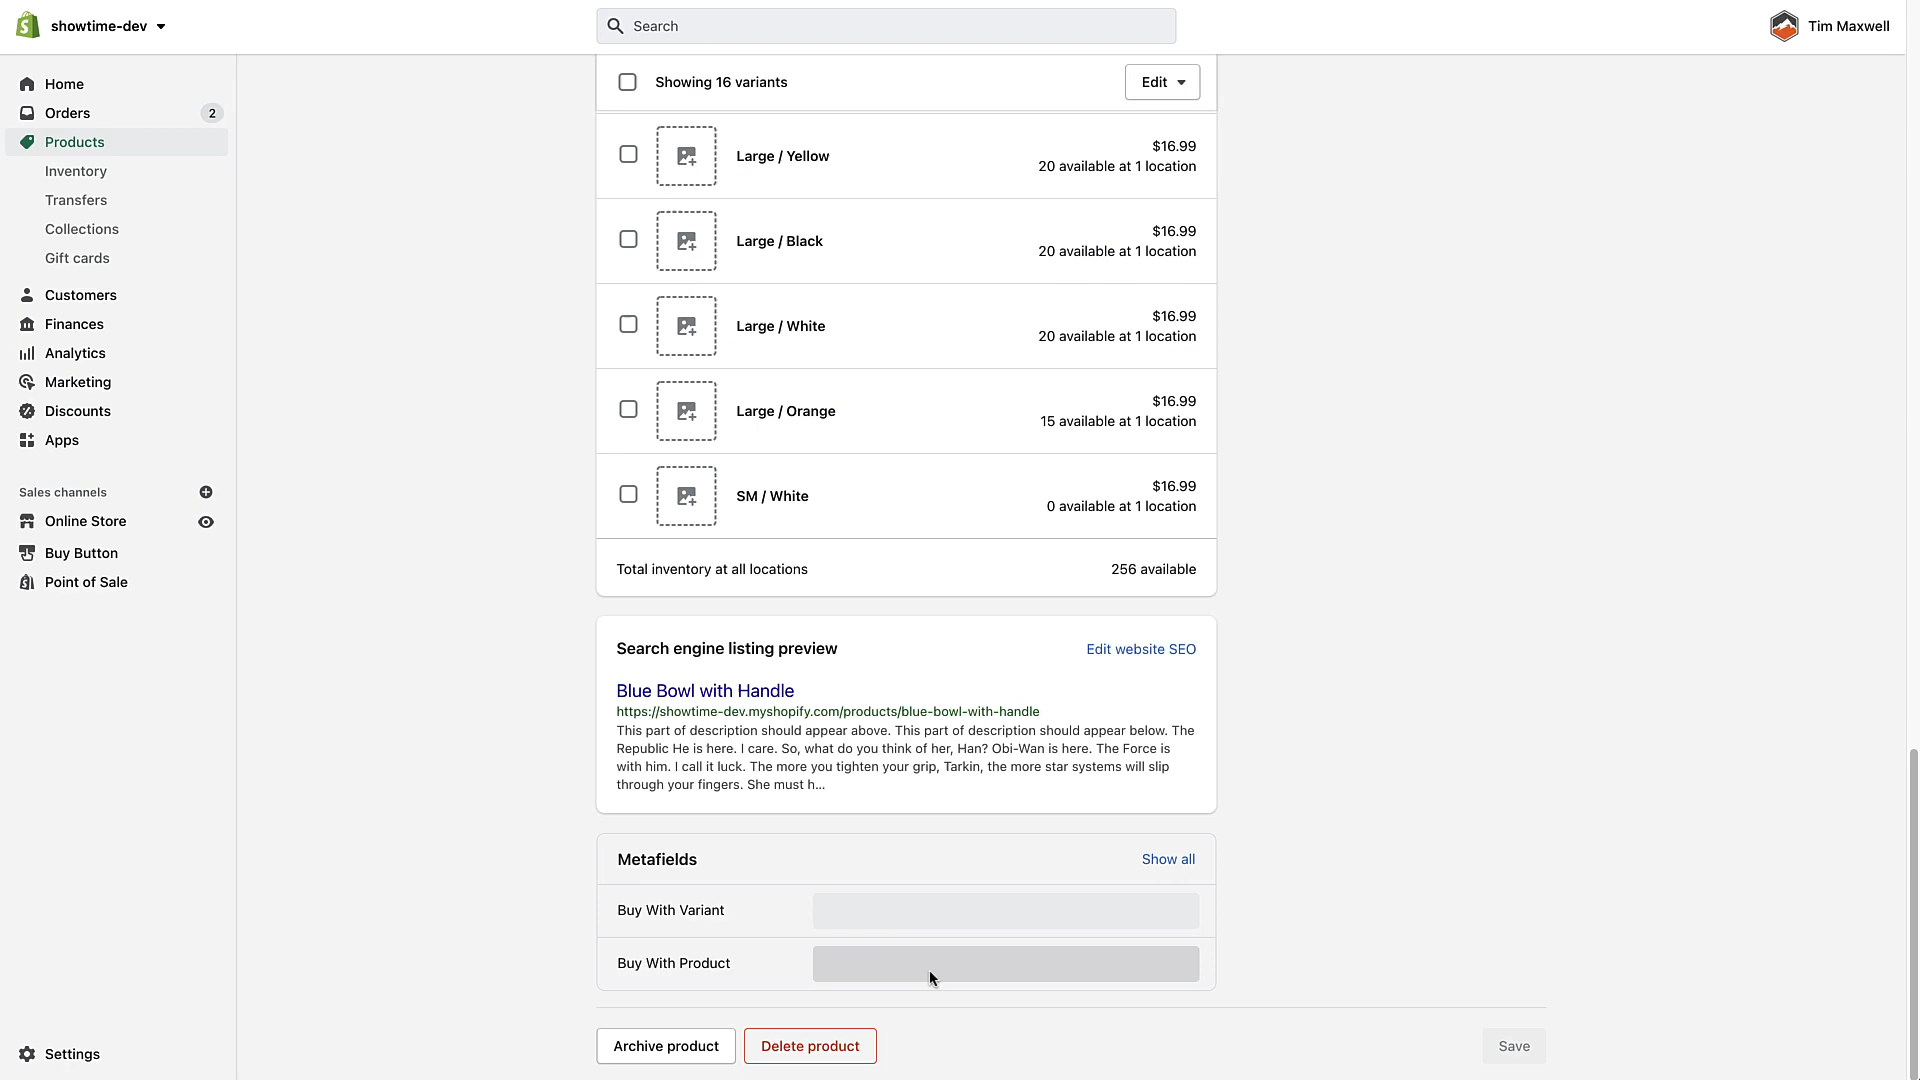 showtime-dev
Search
Tim Maxwell
Home
Orders 2
Products
Inventory
Transfers
Collections
Gift cards
Customers
Finances
Analytics
Marketing
Discounts
Apps
Sales channels
Online Store
Buy Button
Point of Sale
Settings
Showing 16 variants Edit
$16.99
Large / Yellow
20 available at 1 location
$16.99
Large / Black
20 available at 1 location
$16.99
Large / White
20 available at 1 location
$16.99
Large / Orange
15 available at 1 location
$16.99
SM / White
0 available at 1 location
Total inventory at all locations 256 available
Search engine listing preview Edit website SEO
Blue Bowl with Handle
https://showtime-dev.myshopify.com/products/blue-bowl-with-handle
This part of description should appear above. This part of description should appear below. The
Republic He is here. I care. So, what do you think of her, Han? Obi-Wan is here. The Force is
with him. I call it luck. The more you tighten your grip, Tarkin, the more star systems will slip
through your fingers. She must h...
Metafields Show all
Buy With Variant
Buy With Product
Archive product Delete product Save